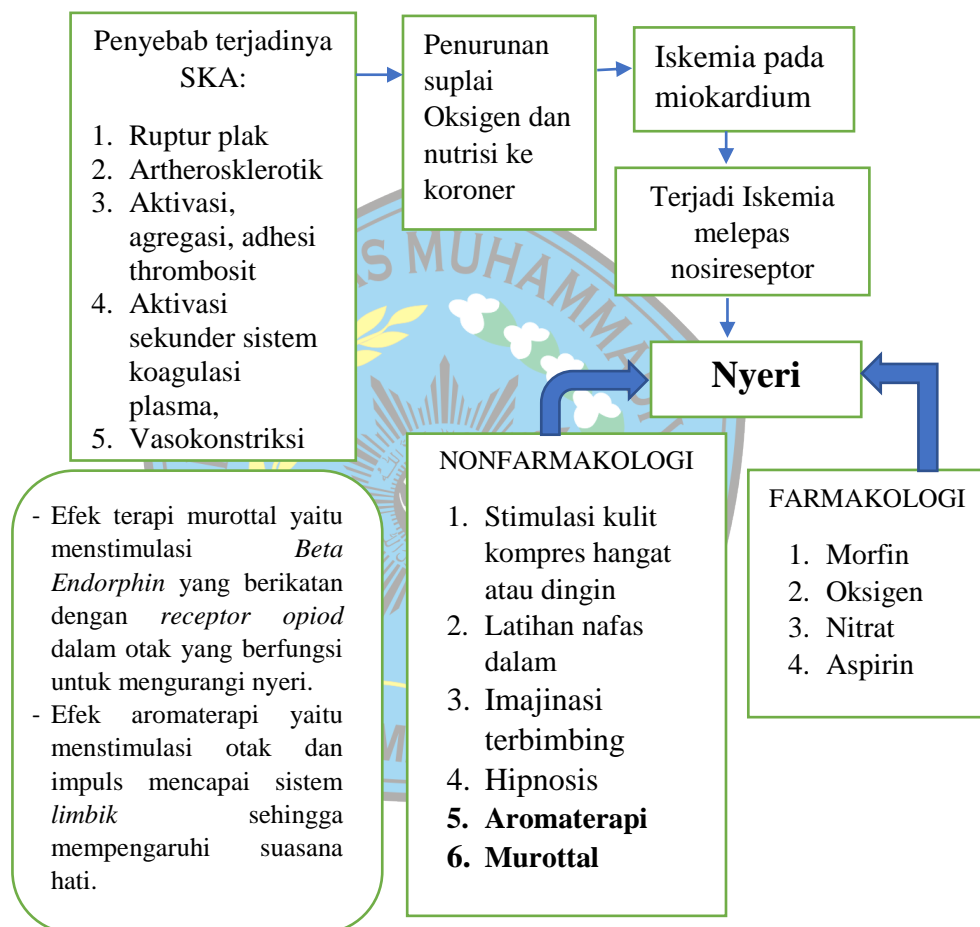 Penyebab terjadinya
SKA:
1. Ruptur plak
2. Artherosklerotik
3. Aktivasi,
agregasi, adhesi
thrombosit
4. Aktivasi
sekunder sistem
koagulasi
plasma,
5. Vasokonstriksi
Penurunan
suplai
Oksigen dan
nutrisi ke
koroner
Iskemia pada
miokardium
Terjadi Iskemia
melepas
nosireseptor
Nyeri
- Efek terapi murottal yaitu
menstimulasi Beta
Endorphin yang berikatan
dengan receptor opiod
dalam otak yang berfungsi
untuk mengurangi nyeri.
- Efek aromaterapi yaitu
menstimulasi otak dan
impuls mencapai sistem
limbik sehingga
mempengaruhi suasana
hati.
NONFARMAKOLOGI
1. Stimulasi kulit
kompres hangat
atau dingin
2. Latihan nafas
dalam
3. Imajinasi
terbimbing
4. Hipnosis
5. Aromaterapi
6. Murottal
FARMAKOLOGI
1. Morfin
2. Oksigen
3. Nitrat
4. Aspirin
AS MUHAMMA